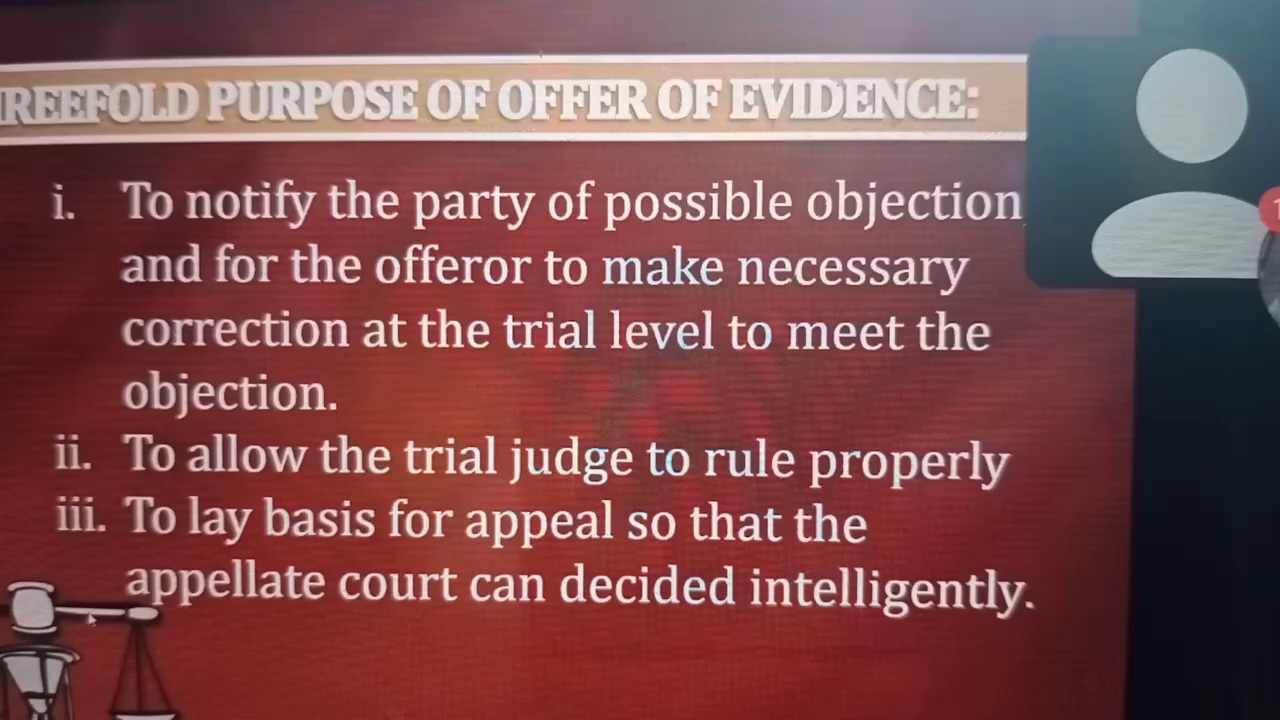 REEFOLD PURPOSE OF OFFER OF EVIDENCE:
i. To notify the party of possible objection
and for the offeror to make necessary
correction at the trial level to meet the
objection.
ii. To allow the trial judge to rule properly
iii. To lay basis for appeal so that the
appellate court can decided intelligently.